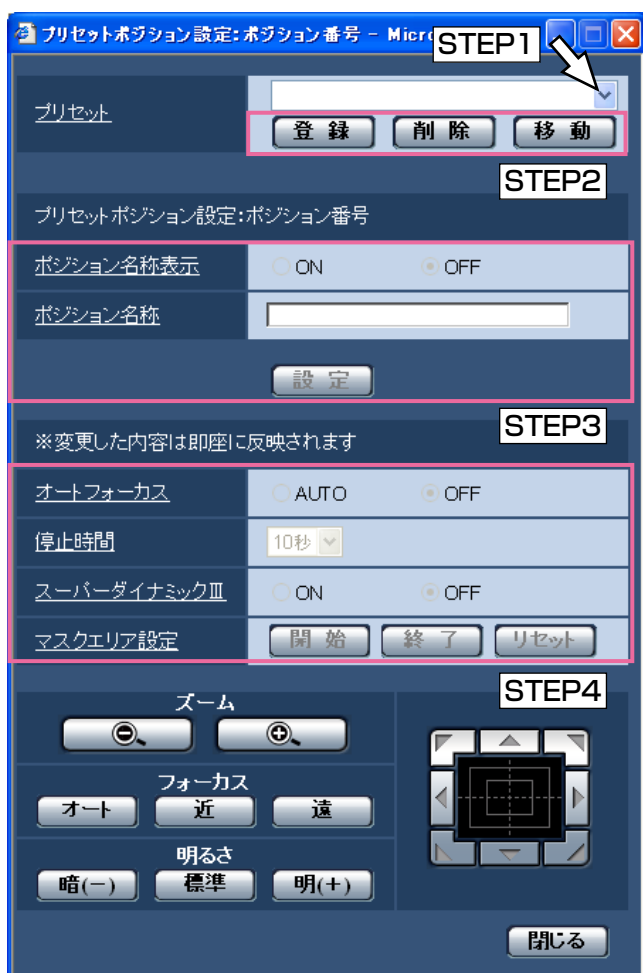 プリセットポジション設定:ポジション番号 - Micro
STEP1
プリセット
登録 削除 移動
STEP2
プリセットポジション設定:ポジション番号
ポジション名称表示 ON OFF
ポジション名称
設定
STEP3
※変更した内容は即座に反映されます
オートフォーカス AUTO OFF
停止時間 10秒
スーパーダイナミックⅢ ON OFF
マスクエリア設定 開始 終了 リセット
STEP4
ズーム
フォーカス
オート 近 遠
明るさ
暗(-) 標準 明(+)
閉じる